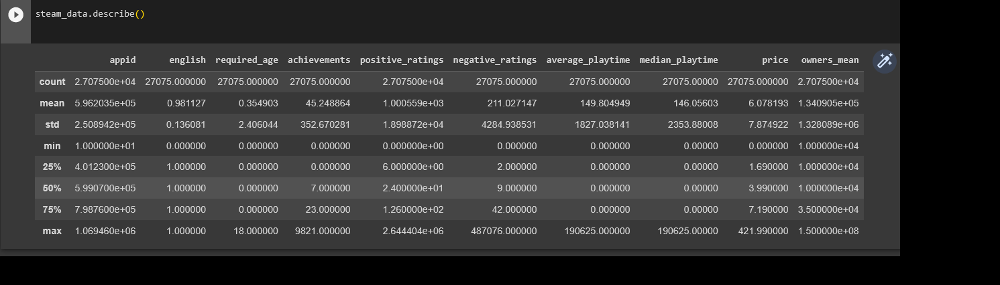 steam_data.describe()
appid english required_age achievements positive_ratings negative_ratings average_playtime median_playtime price owners_mean
count 2.707500e+04 27075.000000 27075.000000 27075.000000 2.707500e+04 27075.000000 27075.000000 27075.00000 27075.000000 2.707500e+04
mean 5.962035e+05 0.981127 0.354903 45.248864 1.000559e+03 211.027147 149.804949 146.05603 6.078193 1.340905e+05
std 2.508942e+05 0.136081 2.406044 352.670281 1.898872e+04 4284.938531 1827.038141 2353.88008 7.874922 1.328089e+06
min 1.000000e+01 0.000000 0.000000 0.000000 0.000000e+00 0.000000 0.000000 0.00000 0.000000 1.000000e+04
25% 4.012300e+05 1.000000 0.000000 0.000000 6.000000e+00 2.000000 0.000000 0.00000 1.690000 1.000000e+04
50% 5.990700e+05 1.000000 0.000000 7.000000 2.400000e+01 9.000000 0.000000 0.00000 3.990000 1.000000e+04
75% 7.987600e+05 1.000000 0.000000 23.000000 1.260000e+02 42.000000 0.000000 0.00000 7.190000 3.500000e+04
max 1.069460e+06 1.000000 18.000000 9821.000000 2.644404e+06 487076.000000 190625.000000 190625.00000 421.990000 1.500000e+08